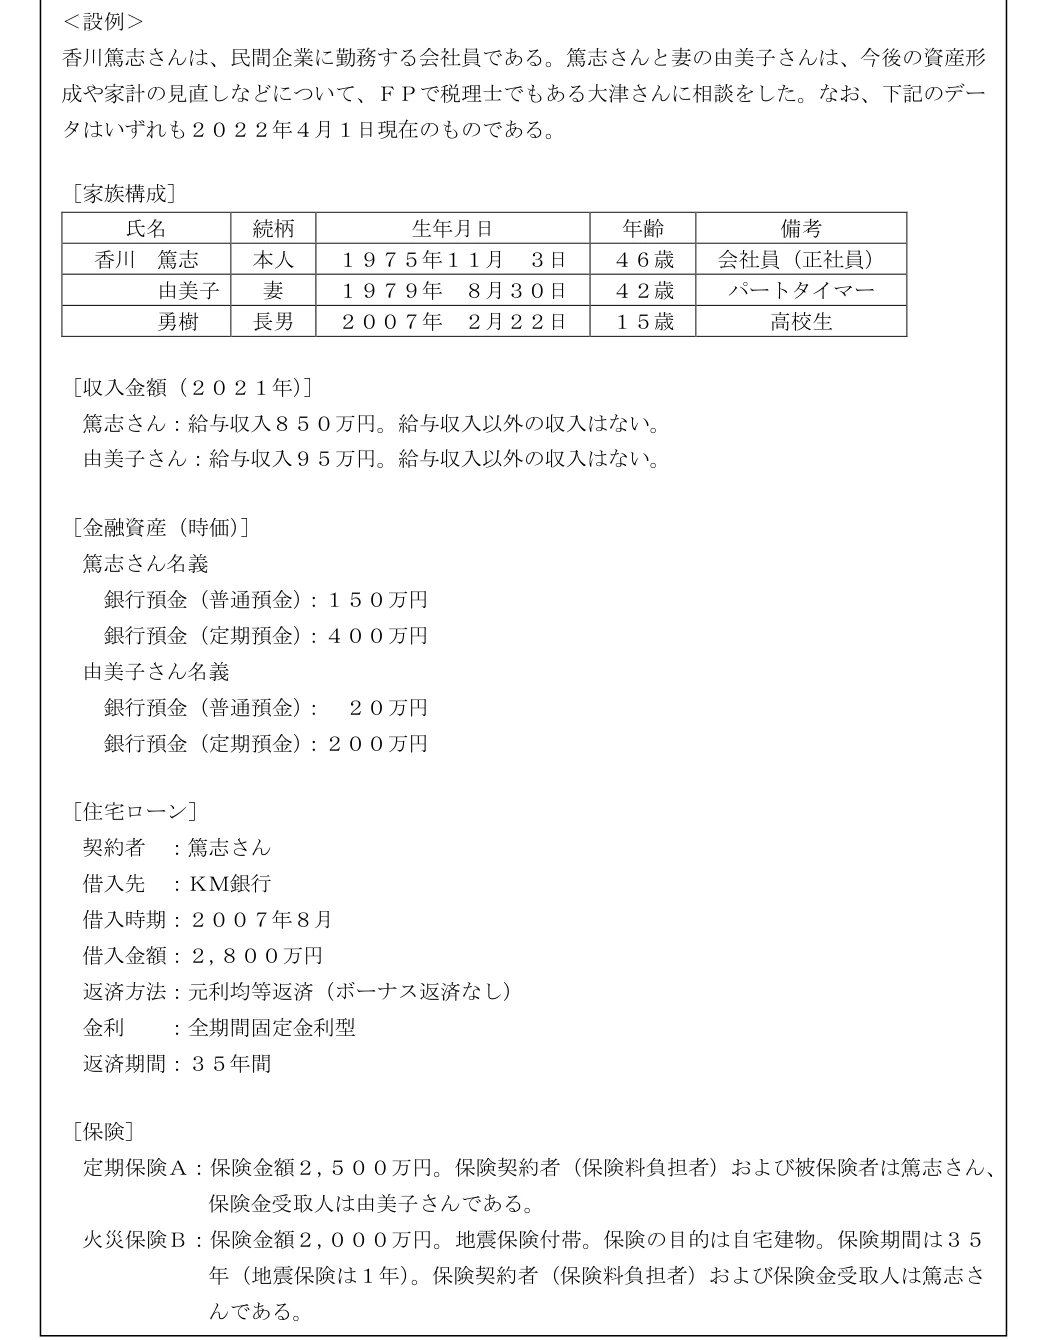 ＜設例＞
香川篤志さんは、民間企業に勤務する会社員である。篤志さんと妻の由美子さんは、今後の資産形
成や家計の見直しなどについて、ＦＰで税理士でもある大津さんに相談をした。なお、下記のデー
タはいずれも２０２２年４月１日現在のものである。
［家族構成］
氏名 続柄 生年月日 年齢 備考
香川　篤志 本人 １９７５年１１月　３日 ４６歳 会社員（正社員）
由美子 妻 １９７９年　８月３０日 ４２歳 パートタイマー
勇樹 長男 ２００７年　２月２２日 １５歳 高校生
［収入金額（２０２１年）］
篤志さん：給与収入８５０万円。給与収入以外の収入はない。
由美子さん：給与収入９５万円。給与収入以外の収入はない。
［金融資産（時価）］
篤志さん名義
銀行預金（普通預金）：１５０万円
銀行預金（定期預金）：４００万円
由美子さん名義
銀行預金（普通預金）：　２０万円
銀行預金（定期預金）：２００万円
［住宅ローン］
契約者　：篤志さん
借入先　：ＫＭ銀行
借入時期：２００７年８月
借入金額：２，８００万円
返済方法：元利均等返済（ボーナス返済なし）
金利　　：全期間固定金利型
返済期間：３５年間
［保険］
定期保険Ａ：保険金額２，５００万円。保険契約者（保険料負担者）および被保険者は篤志さん、
保険金受取人は由美子さんである。
火災保険Ｂ：保険金額２，０００万円。地震保険付帯。保険の目的は自宅建物。保険期間は３５
年（地震保険は１年）。保険契約者（保険料負担者）および保険金受取人は篤志さ
んである。